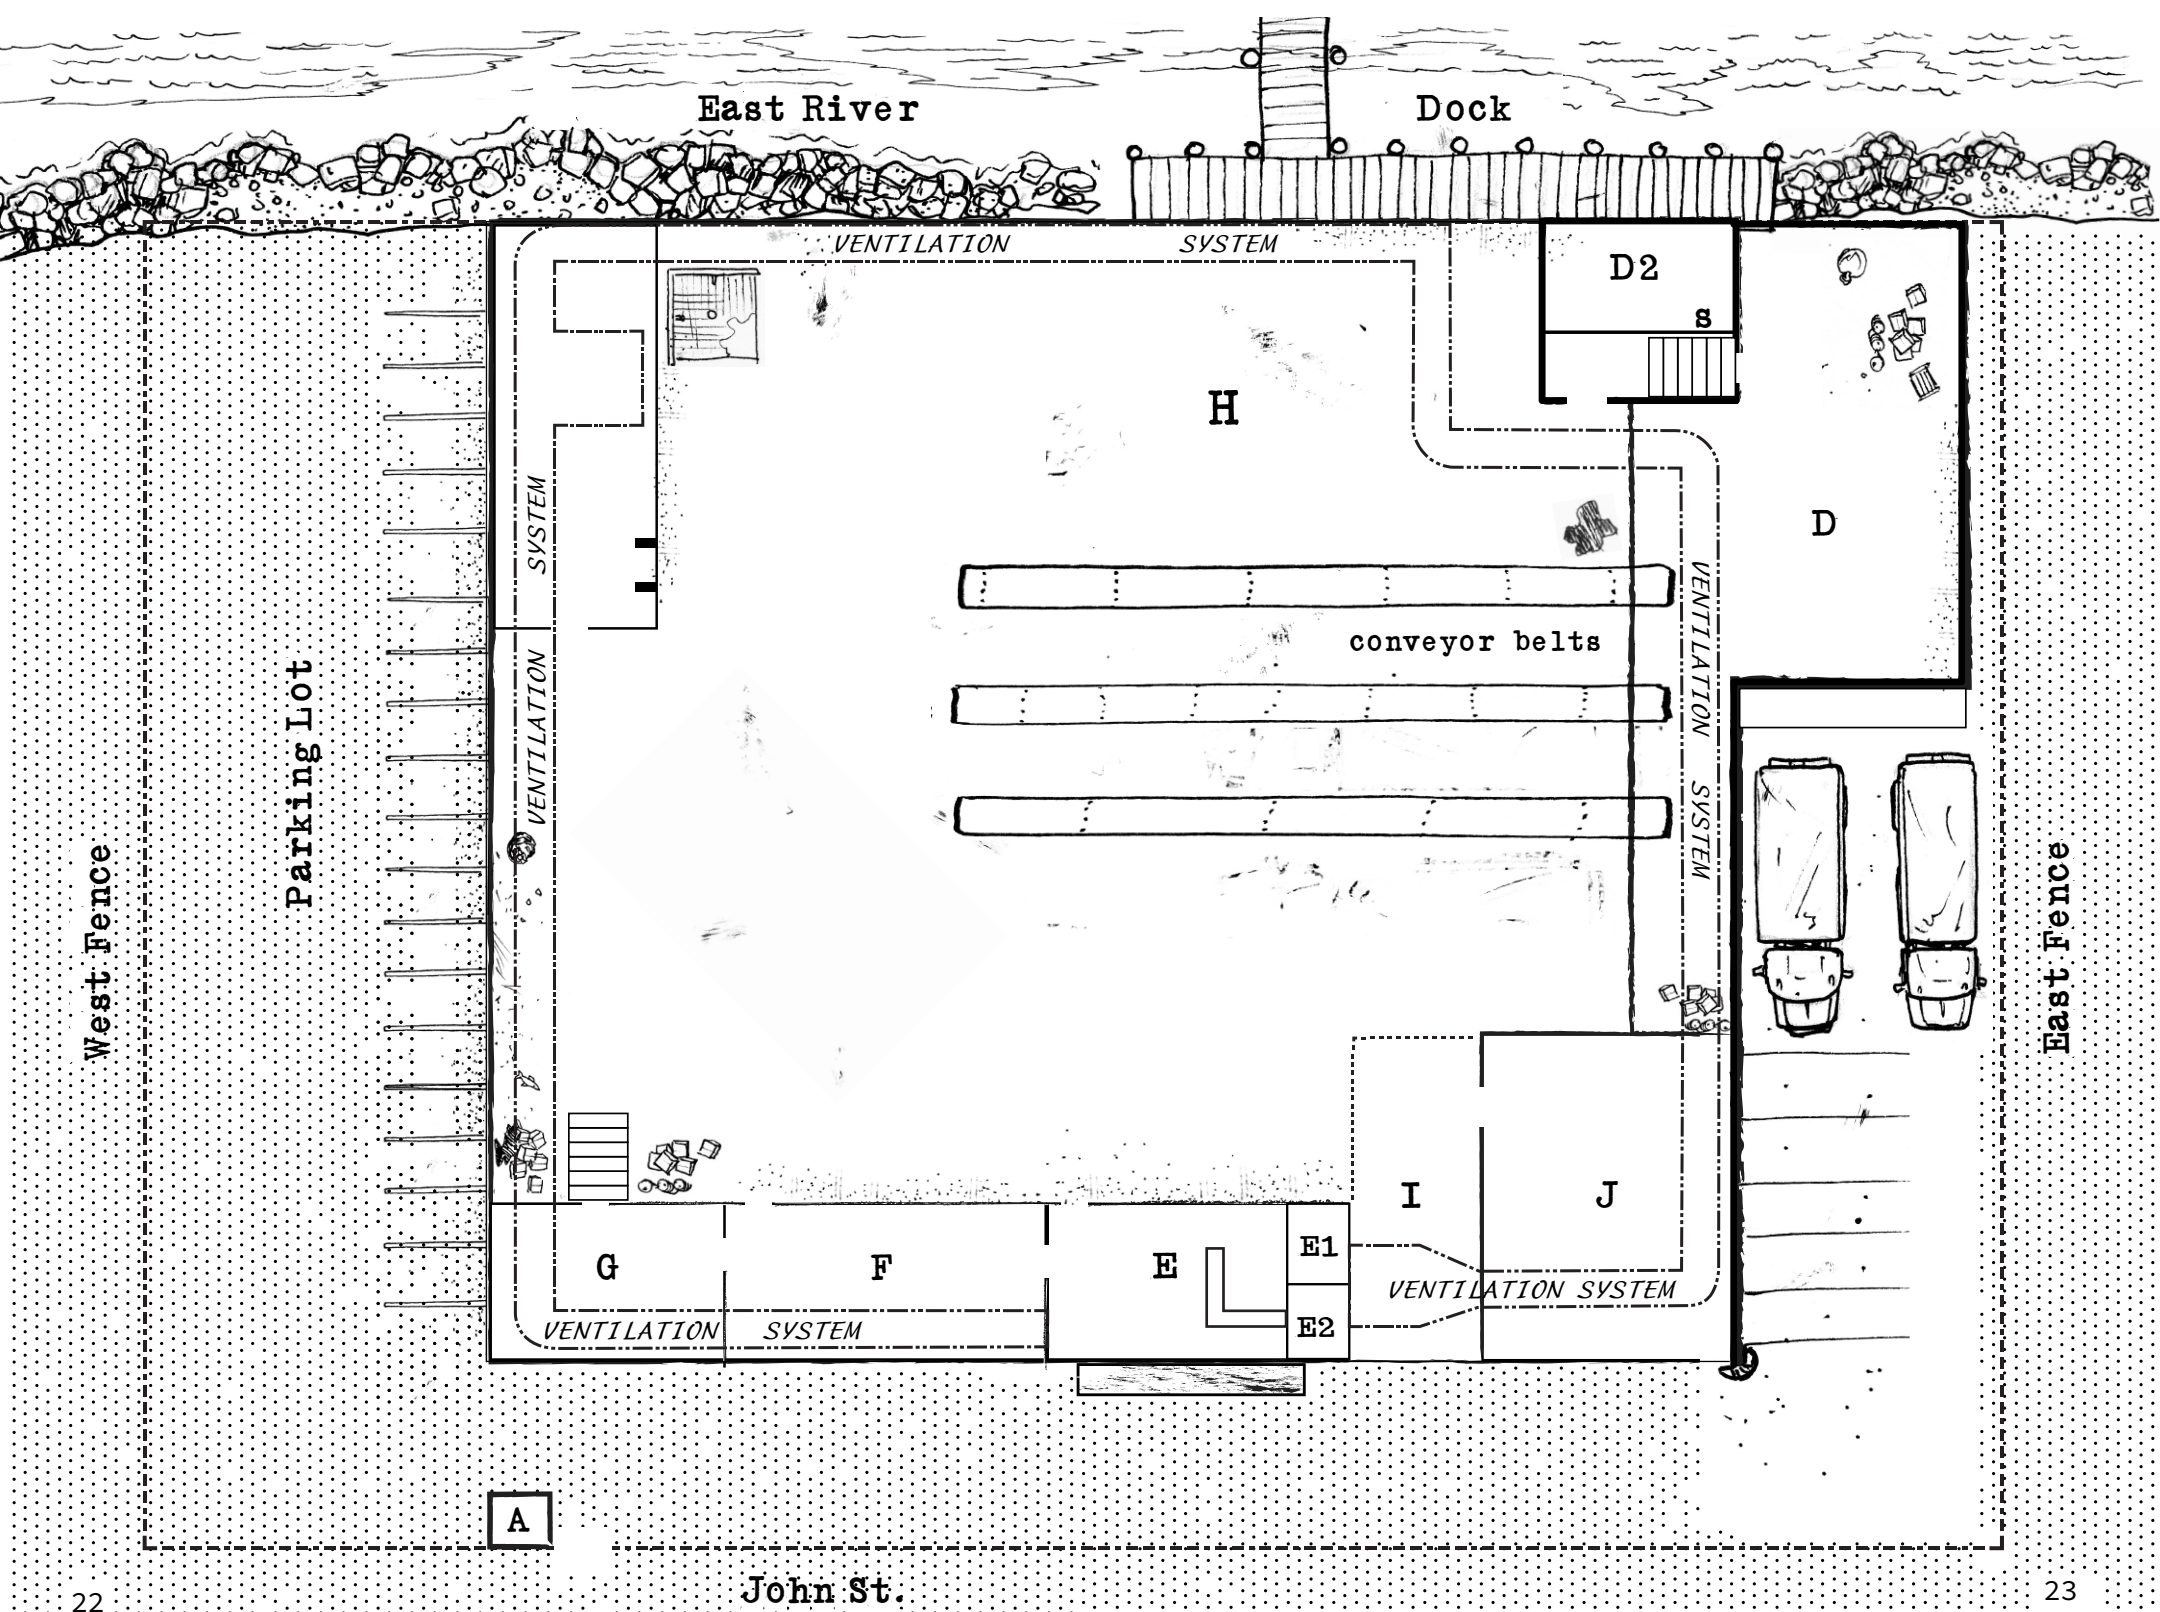 East River
Dock
VENTILATION SYSTEM
D2
S
H
SYSTEM
D
VENTILATION SYSTEM
conveyor belts
VENTILATION
Parking Lot
West Fence
East Fence
I
J
G
F
E
E1
VENTILATION SYSTEM
E2
VENTILATION SYSTEM
A
John St.
22
23